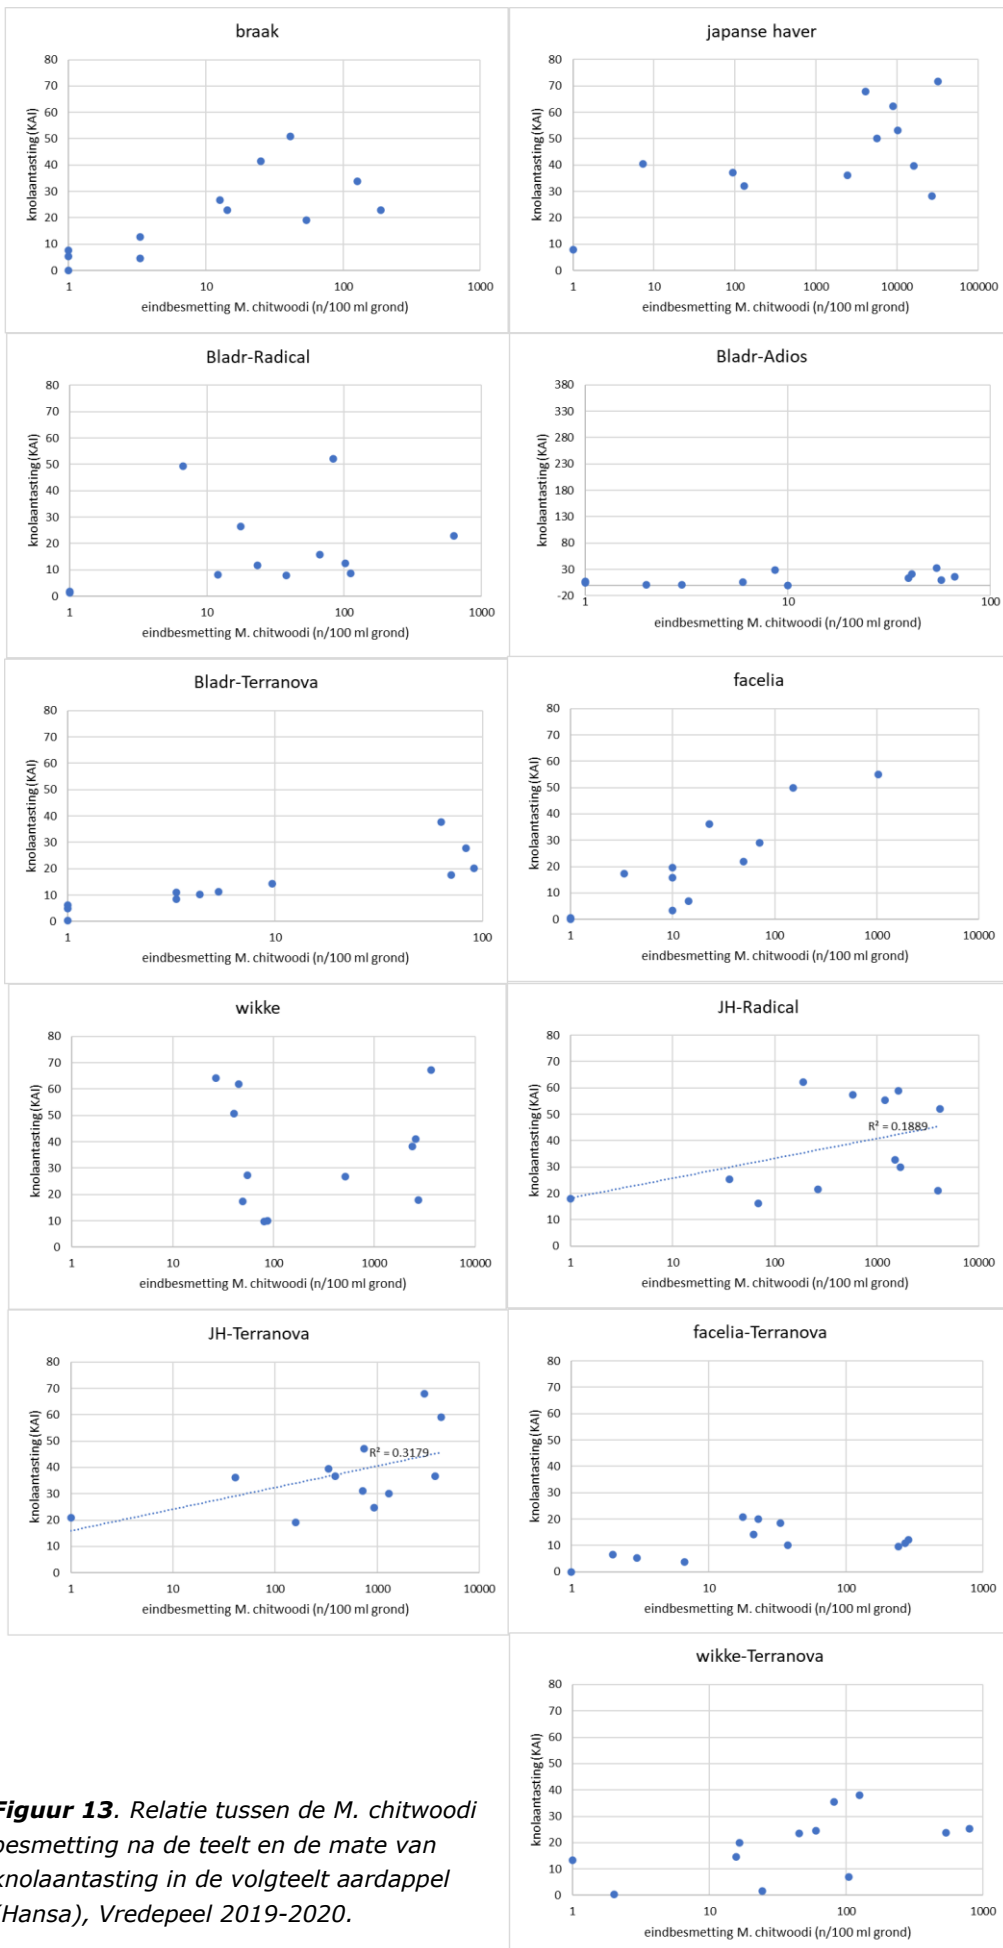 braak
80
70
60
50
40
30
20
10
0
knolaantasting (KAI)
1 10 100 1000
eindbesmetting M. chitwoodi (n/100 ml grond)
japanse haver
80
70
60
50
40
30
20
10
0
knolaantasting (KAI)
1 10 100 1000 10000 100000
eindbesmetting M. chitwoodi (n/100 ml grond)
Bladr-Radical
80
70
60
50
40
30
20
10
0
knolaantasting (KAI)
1 10 100 1000
eindbesmetting M. chitwoodi (n/100 ml grond)
Bladr-Adios
380
330
280
230
180
130
80
30
-20
knolaantasting (KAI)
1 10 100
eindbesmetting M. chitwoodi (n/100 ml grond)
Bladr-Terranova
80
70
60
50
40
30
20
10
0
knolaantasting (KAI)
1 10 100
eindbesmetting M. chitwoodi (n/100 ml grond)
facelia
80
70
60
50
40
30
20
10
0
knolaantasting (KAI)
1 10 100 1000 10000
eindbesmetting M. chitwoodi (n/100 ml grond)
wikke
80
70
60
50
40
30
20
10
0
knolaantasting (KAI)
1 10 100 1000 10000
eindbesmetting M. chitwoodi (n/100 ml grond)
JH-Radical
80
70
60
50
40
30
20
10
0
knolaantasting (KAI)
R² = 0.1889
1 10 100 1000 10000
eindbesmetting M. chitwoodi (n/100 ml grond)
JH-Terranova
80
70
60
50
40
30
20
10
0
knolaantasting (KAI)
R² = 0.3179
1 10 100 1000 10000
eindbesmetting M. chitwoodi (n/100 ml grond)
facelia-Terranova
80
70
60
50
40
30
20
10
0
knolaantasting (KAI)
1 10 100 1000
eindbesmetting M. chitwoodi (n/100 ml grond)
wikke-Terranova
80
70
60
50
40
30
20
10
0
knolaantasting (KAI)
1 10 100 1000
eindbesmetting M. chitwoodi (n/100 ml grond)
Figuur 13. Relatie tussen de M. chitwoodi
besmetting na de teelt en de mate van
knolaantasting in de volgteelt aardappel
(Hansa), Vredepeel 2019-2020.